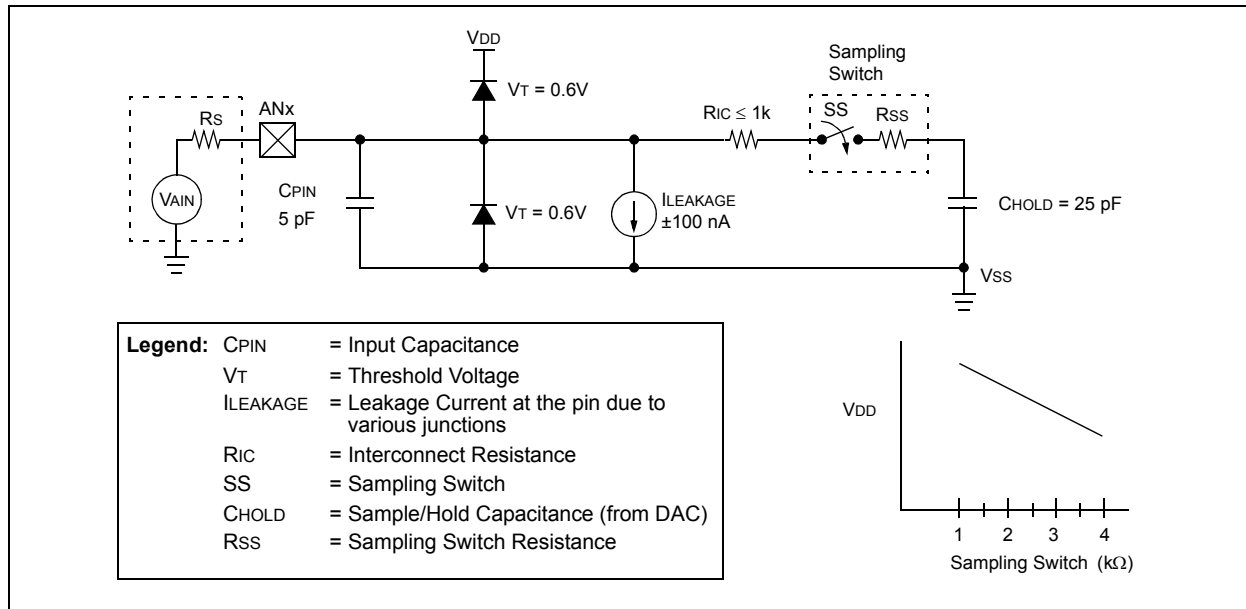 VDD
Sampling
Switch
VT = 0.6V
RS
ANx
RIC ≤ 1k
SS
RSS
VAIN
CPIN
5 pF
VT = 0.6V
ILEAKAGE
±100 nA
CHOLD = 25 pF
VSS
Legend: CPIN = Input Capacitance
VT = Threshold Voltage
ILEAKAGE = Leakage Current at the pin due to
various junctions
RIC = Interconnect Resistance
SS = Sampling Switch
CHOLD = Sample/Hold Capacitance (from DAC)
RSS = Sampling Switch Resistance
VDD
1 2 3 4
Sampling Switch (kΩ)